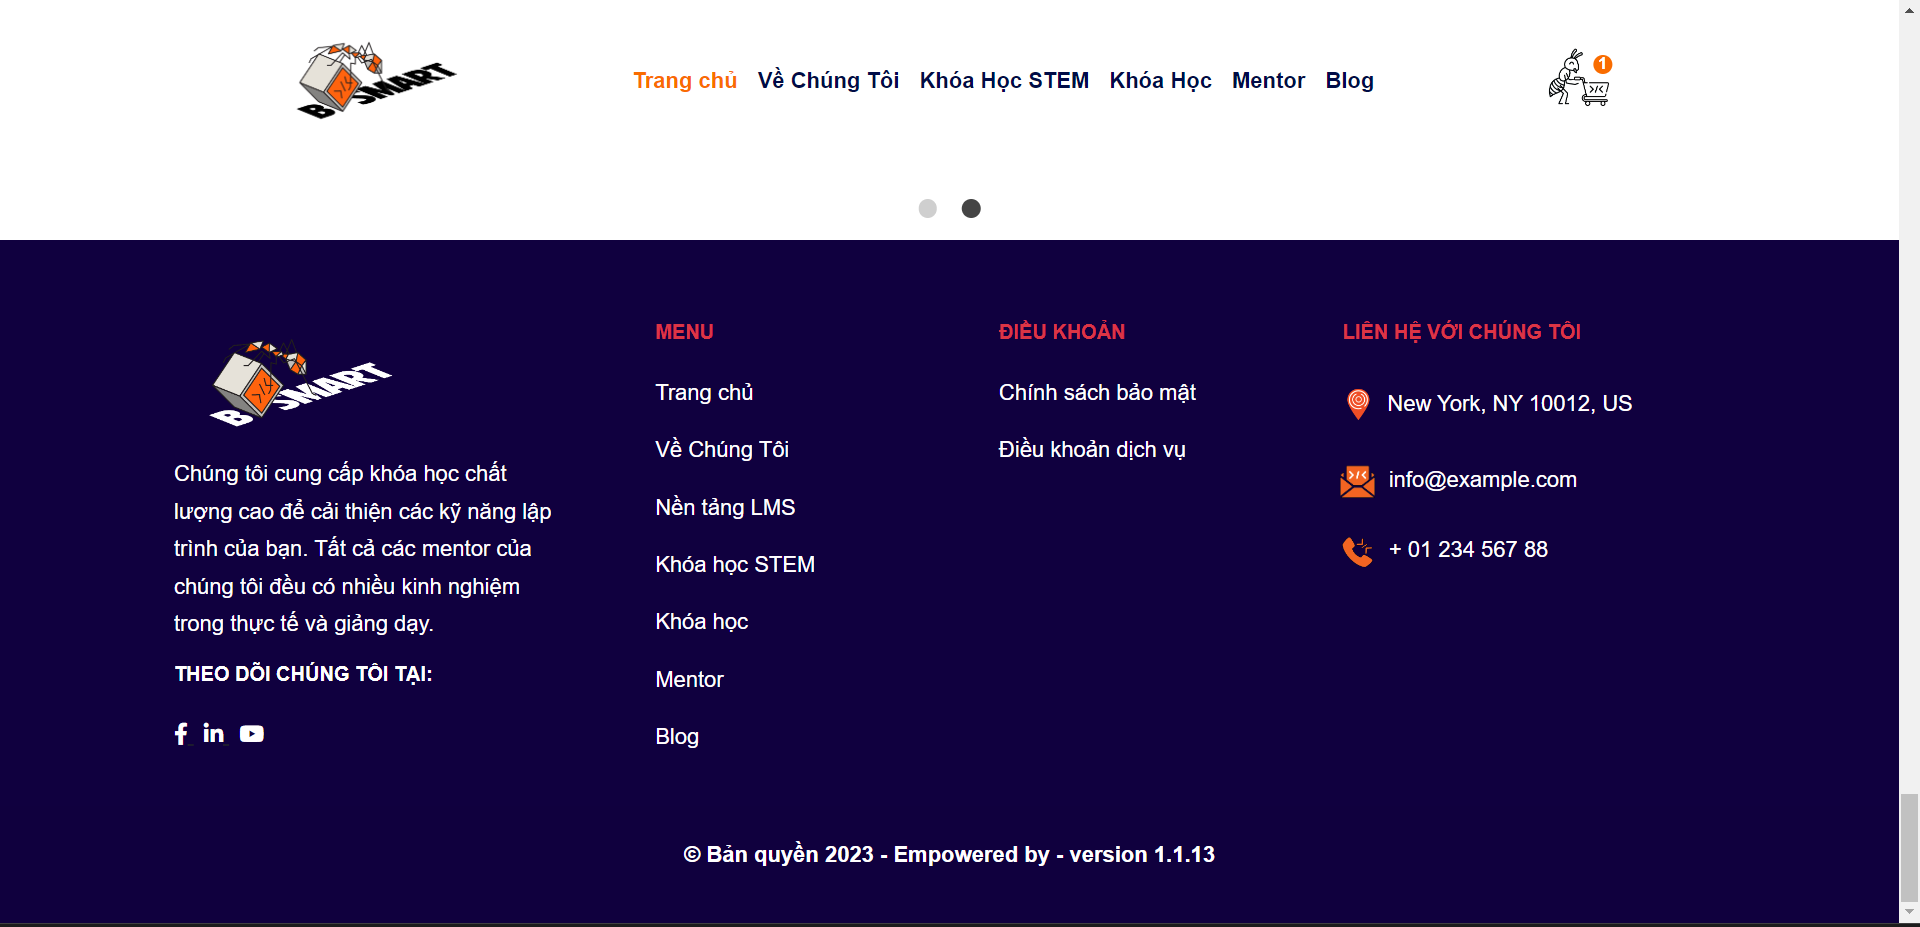 B SMART
Trang chủ Về Chúng Tôi Khóa Học STEM Khóa Học Mentor Blog
1
B SMART
Chúng tôi cung cấp khóa học chất
lượng cao để cải thiện các kỹ năng lập
trình của bạn. Tất cả các mentor của
chúng tôi đều có nhiều kinh nghiệm
trong thực tế và giảng dạy.
THEO DÕI CHÚNG TÔI TẠI:
MENU
Trang chủ
Về Chúng Tôi
Nền tảng LMS
Khóa học STEM
Khóa học
Mentor
Blog
ĐIỀU KHOẢN
Chính sách bảo mật
Điều khoản dịch vụ
LIÊN HỆ VỚI CHÚNG TÔI
New York, NY 10012, US
info@example.com
+ 01 234 567 88
© Bản quyền 2023 - Empowered by - version 1.1.13